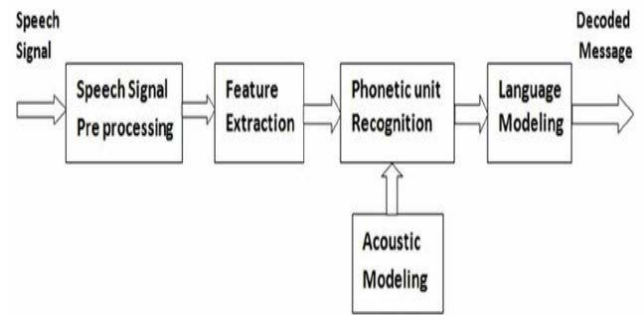 Speech
Signal
Decoded
Message
Speech Signal
Pre processing
Feature
Extraction
Phonetic unit
Recognition
Language
Modeling
Acoustic
Modeling